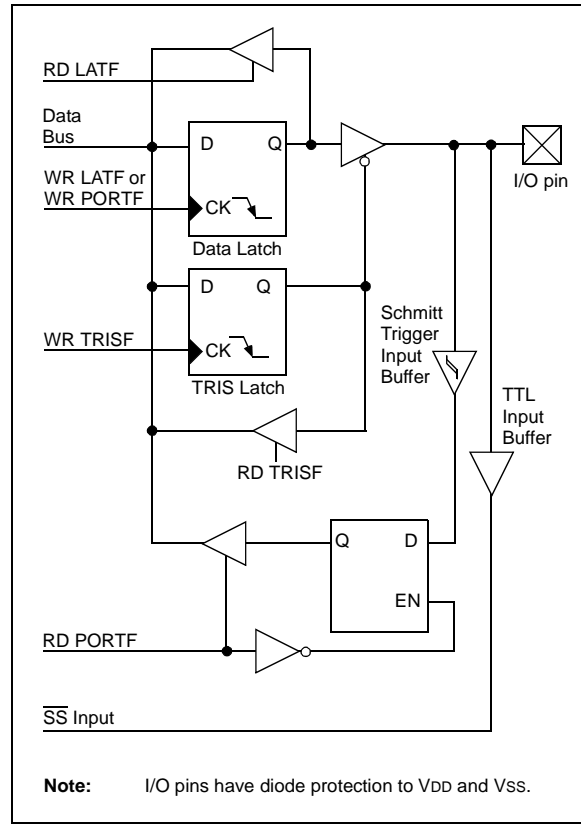 RD LATF
Data
Bus
D
Q
I/O pin
WR LATF or
WR PORTF
CK
Data Latch
D
Q
WR TRISF
CK
TRIS Latch
Schmitt
Trigger
Input
Buffer
TTL
Input
Buffer
RD TRISF
Q
D
EN
RD PORTF
SS Input
Note: I/O pins have diode protection to VDD and VSS.